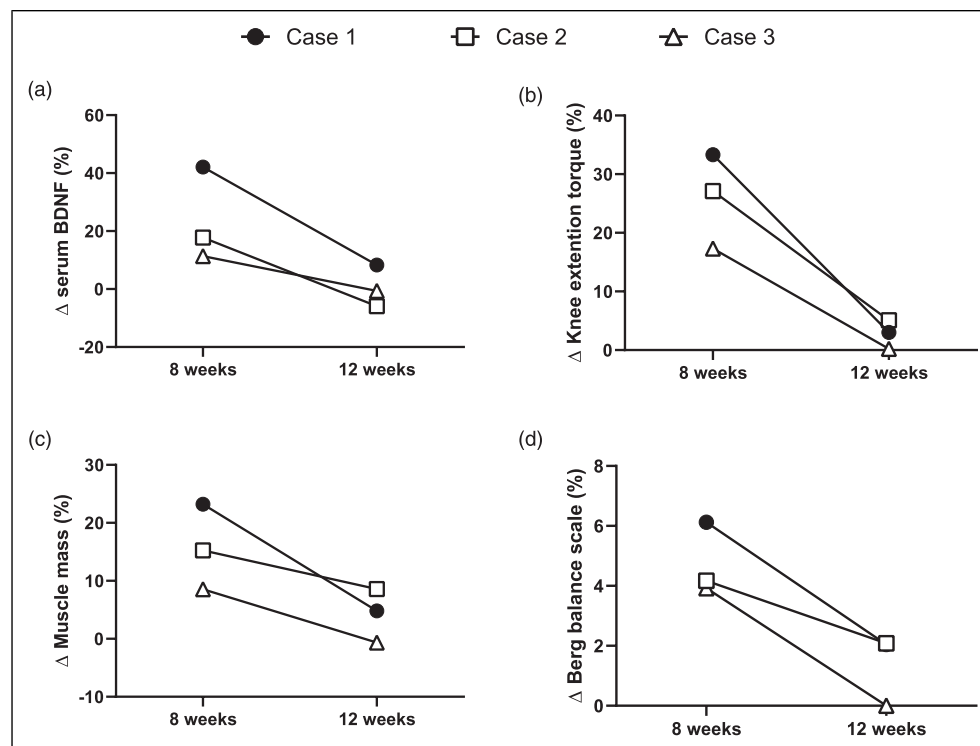 Case 1 Case 2 Case 3
(a)
Δ serum BDNF (%)
60
40
20
0
-20
8 weeks 12 weeks
(b)
Δ Knee extention torque (%)
40
30
20
10
0
8 weeks 12 weeks
(c)
Δ Muscle mass (%)
30
20
10
0
-10
8 weeks 12 weeks
(d)
Δ Berg balance scale (%)
8
6
4
2
0
8 weeks 12 weeks